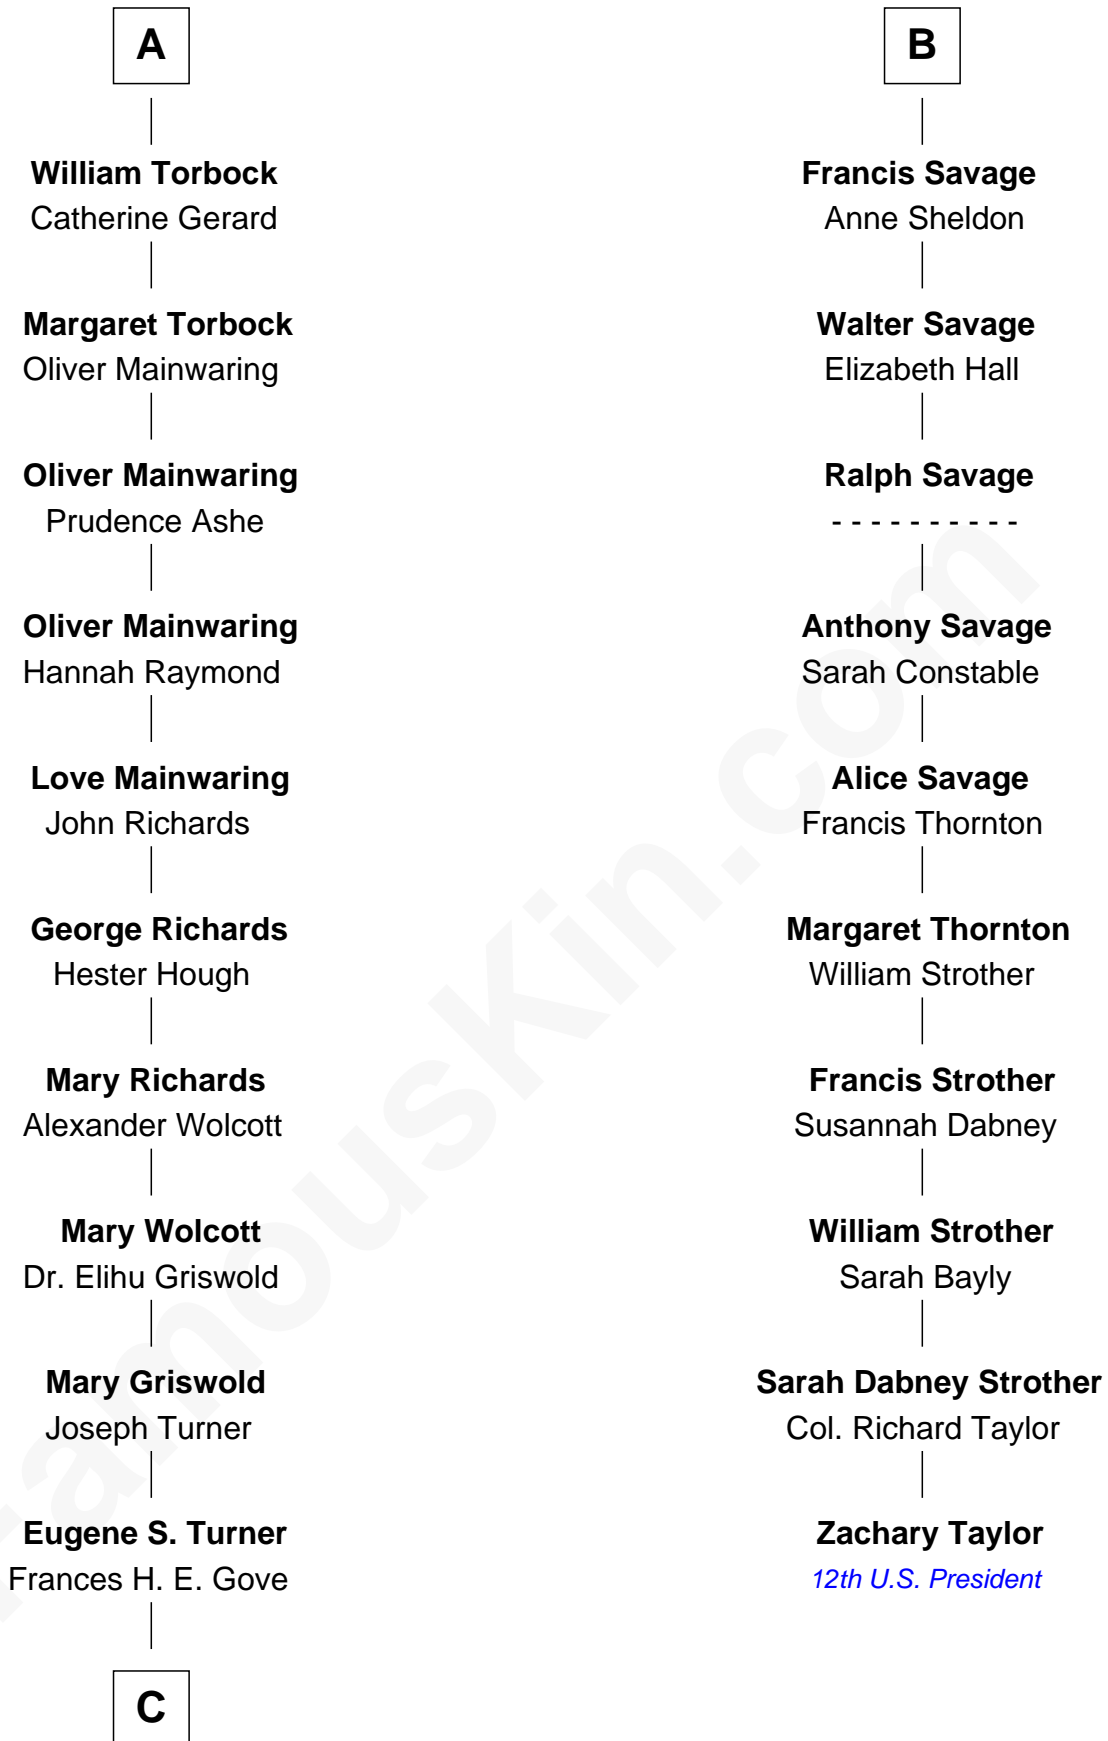 A
William Torbock
Catherine Gerard
Margaret Torbock
Oliver Mainwaring
Oliver Mainwaring
Prudence Ashe
Oliver Mainwaring
Hannah Raymond
Love Mainwaring
John Richards
George Richards
Hester Hough
Mary Richards
Alexander Wolcott
Mary Wolcott
Dr. Elihu Griswold
Mary Griswold
Joseph Turner
Eugene S. Turner
Frances H. E. Gove
C
B
Francis Savage
Anne Sheldon
Walter Savage
Elizabeth Hall
Ralph Savage
- - - - - - - - - -
Anthony Savage
Sarah Constable
Alice Savage
Francis Thornton
Margaret Thornton
William Strother
Francis Strother
Susannah Dabney
William Strother
Sarah Bayly
Sarah Dabney Strother
Col. Richard Taylor
Zachary Taylor
12th U.S. President
FamousKin.com